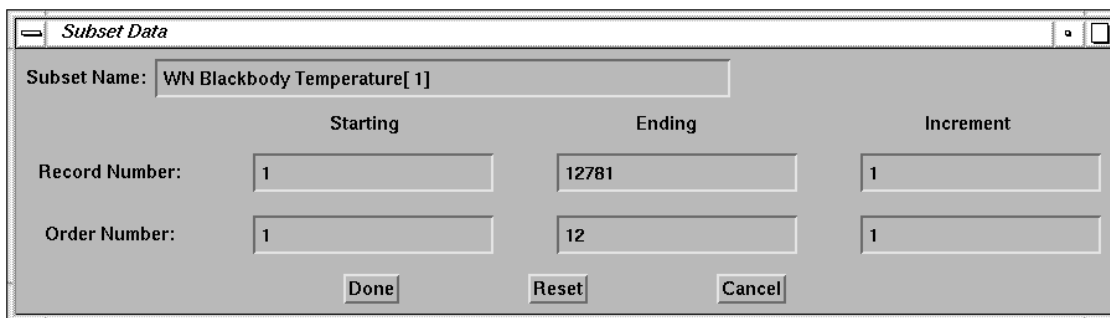 Subset Data
Subset Name: WN Blackbody Temperature[ 1]
Starting Ending Increment
Record Number: 1 12781 1
Order Number: 1 12 1
Done Reset Cancel